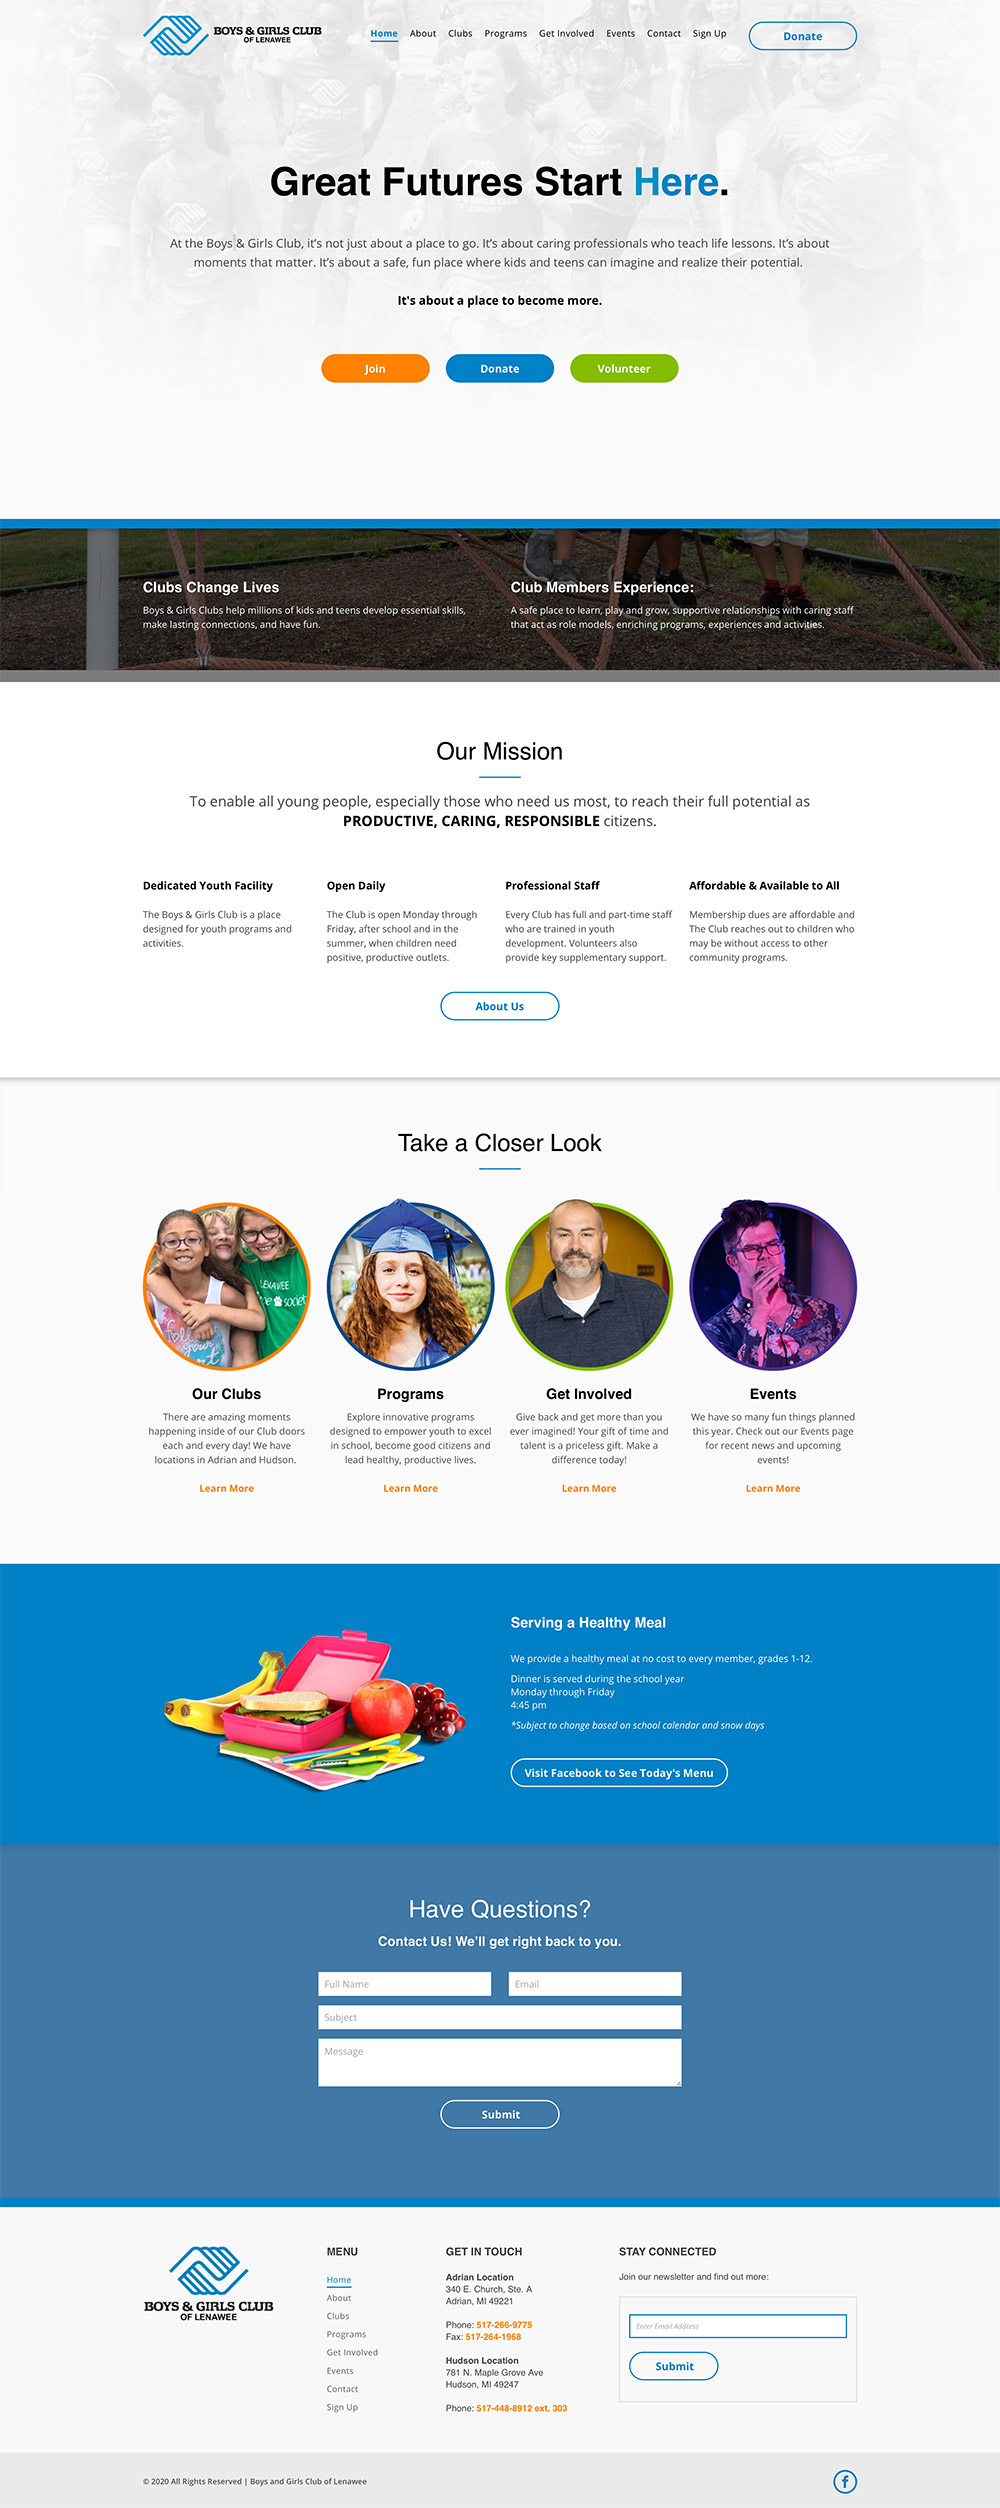 BOYS & GIRLS CLUB
OF LENAWEE
Home About Clubs Programs Get Involved Events Contact Sign Up
Donate
Great Futures Start Here.
At the Boys & Girls Club, it's not just about a place to go. It's about caring professionals who teach life lessons. It's about
moments that matter. It's about a safe, fun place where kids and teens can imagine and realize their potential.
It's about a place to become more.
Join
Donate
Volunteer
Clubs Change Lives
Boys & Girls Clubs help millions of kids and teens develop essential skills,
make lasting connections, and have fun.
Club Members Experience:
A safe place to learn, play and grow, supportive relationships with caring staff
that act as role models, enriching programs, experiences and activities.
Our Mission
To enable all young people, especially those who need us most, to reach their full potential as
PRODUCTIVE, CARING, RESPONSIBLE citizens.
Dedicated Youth Facility
The Boys & Girls Club is a place
designed for youth programs and
activities.
Open Daily
The Club is open Monday through
Friday, after school and in the
summer, when children need
positive, productive outlets.
Professional Staff
Every Club has full and part-time staff
who are trained in youth
development. Volunteers also
provide key supplementary support.
Affordable & Available to All
Membership dues are affordable and
The Club reaches out to children who
may be without access to other
community programs.
About Us
Take a Closer Look
LENAWEE
Our Clubs
There are amazing moments
happening inside of our Club doors
each and every day! We have
locations in Adrian and Hudson.
Learn More
Programs
Explore innovative programs
designed to empower youth to excel
in school, become good citizens and
lead healthy, productive lives.
Learn More
Get Involved
Give back and get more than you
ever imagined! Your gift of time and
talent is a priceless gift. Make a
difference today!
Learn More
Events
We have so many fun things planned
this year. Check out our Events page
for recent news and upcoming
events!
Learn More
Serving a Healthy Meal
We provide a healthy meal at no cost to every member, grades 1-12.
Dinner is served during the school year
Monday through Friday
4:45 pm
*Subject to change based on school calendar and snow days
Visit Facebook to See Today's Menu
Have Questions?
Contact Us! We'll get right back to you.
Full Name
Email
Subject
Message
Submit
BOYS & GIRLS CLUB
OF LENAWEE
MENU
Home
About
Clubs
Programs
Get Involved
Events
Contact
Sign Up
GET IN TOUCH
Adrian Location
340 E. Church, Ste. A
Adrian, MI 49221
Phone: 517-266-9775
Fax: 517-264-1968
Hudson Location
781 N. Maple Grove Ave
Hudson, MI 49247
Phone: 517-448-8912 ext. 303
STAY CONNECTED
Join our newsletter and find out more:
Enter Email Address
Submit
© 2020 All Rights Reserved | Boys and Girls Club of Lenawee